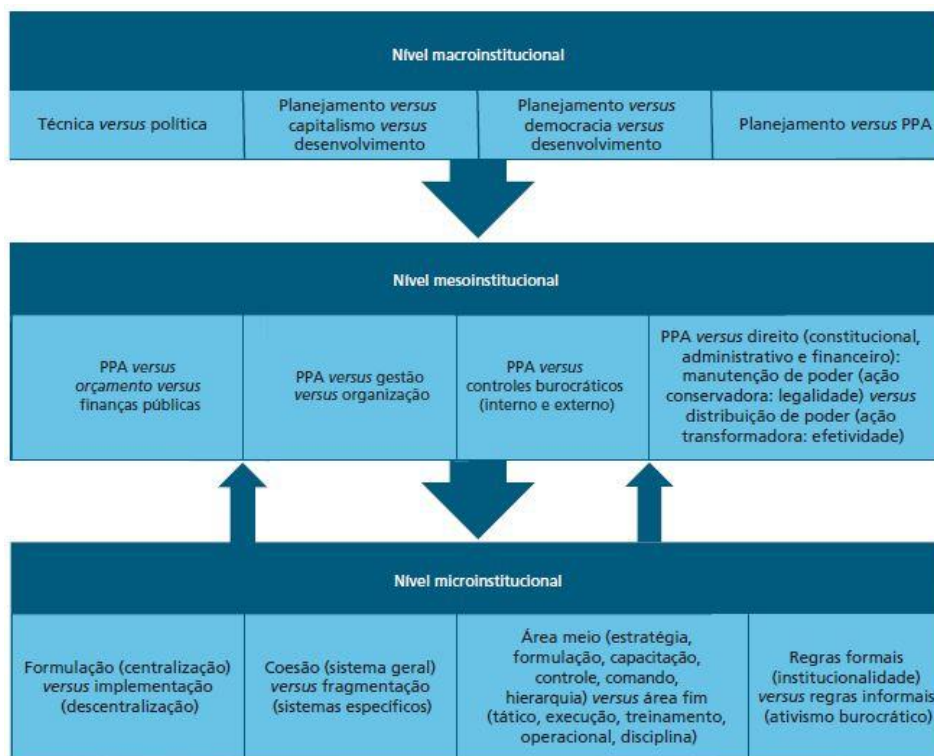 Nível macroinstitucional
Técnica versus política
Planejamento versus
capitalismo versus
desenvolvimento
Planejamento versus
democracia versus
desenvolvimento
Planejamento versus PPA
Nível mesoinstitucional
PPA versus
orçamento versus
finanças públicas
PPA versus gestão
versus organização
PPA versus
controles burocráticos
(interno e externo)
PPA versus direito (constitucional,
administrativo e financeiro):
manutenção de poder (ação
conservadora: legalidade) versus
distribuição de poder (ação
transformadora: efetividade)
Nível microinstitucional
Formulação (centralização)
versus implementação
(descentralização)
Coesão (sistema geral)
versus fragmentação
(sistemas específicos)
Área meio (estratégia,
formulação, capacitação,
controle, comando,
hierarquia) versus área fim
(tático, execução, treinamento,
operacional, disciplina)
Regras formais
(institucionalidade)
versus regras informais
(ativismo burocrático)